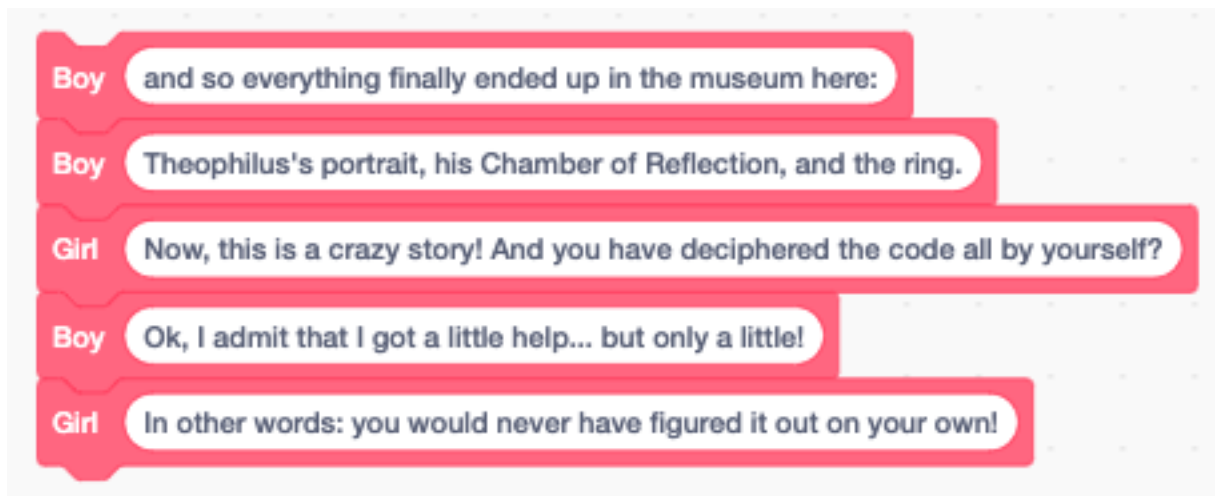 Boy and so everything finally ended up in the museum here:
Boy Theophilus's portrait, his Chamber of Reflection, and the ring.
Girl Now, this is a crazy story! And you have deciphered the code all by yourself?
Boy Ok, I admit that I got a little help... but only a little!
Girl In other words: you would never have figured it out on your own!